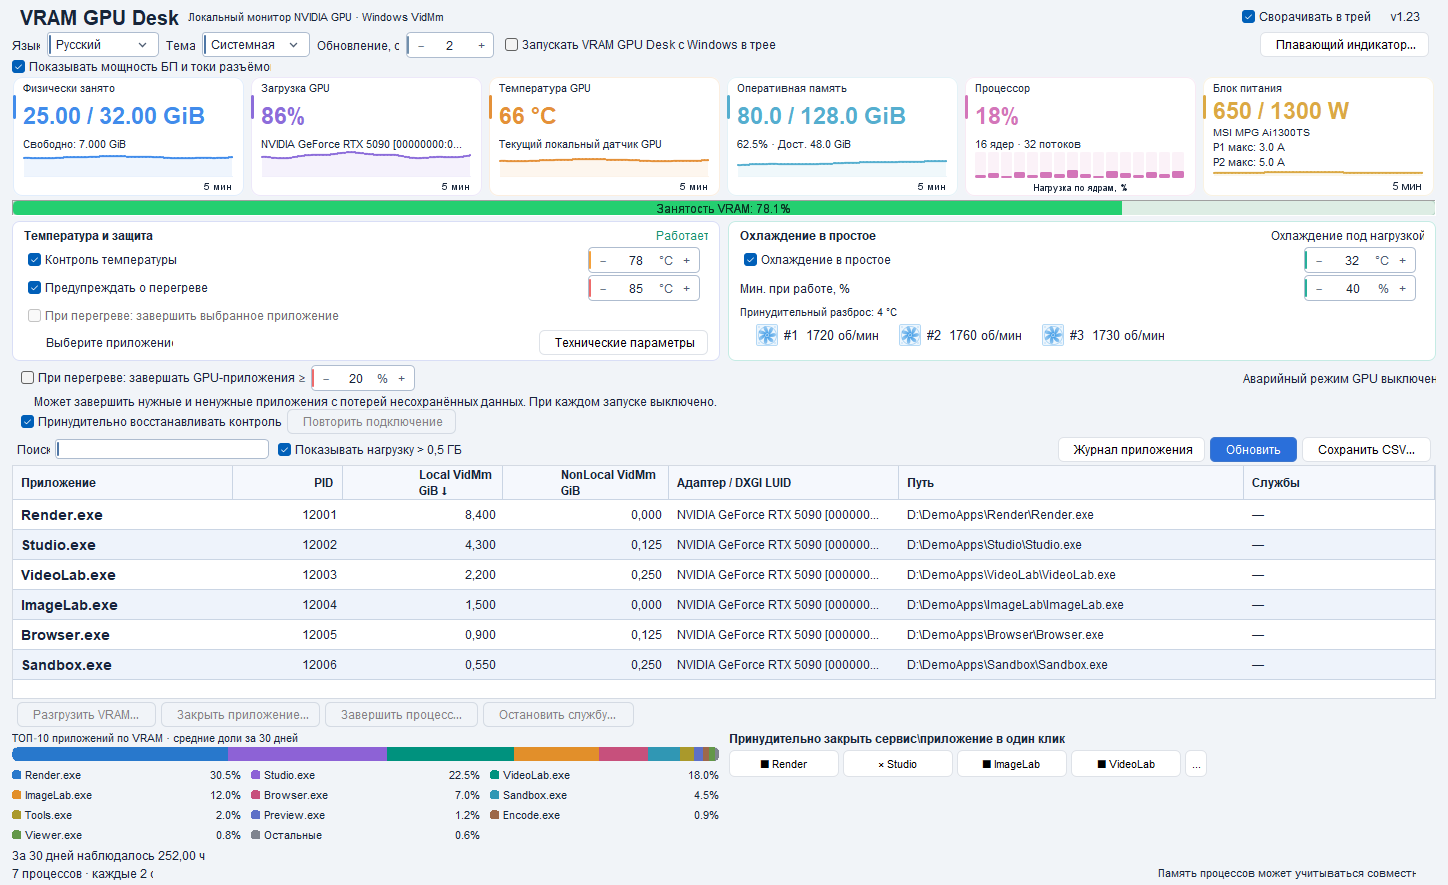 VRAM GPU Desk Локальный монитор NVIDIA GPU · Windows VidMm
Сворачивать в трей v1.23
Язык Русский Тема Системная Обновление, с − 2 + Запускать VRAM GPU Desk с Windows в трее Плавающий индикатор...
Показывать мощность БП и токи разъёмо
Физически занято
25.00 / 32.00 GiB
Свободно: 7.000 GiB
5 мин
Загрузка GPU
86%
NVIDIA GeForce RTX 5090 [00000000:0...
5 мин
Температура GPU
66 °C
Текущий локальный датчик GPU
5 мин
Оперативная память
80.0 / 128.0 GiB
62.5% · Дост. 48.0 GiB
5 мин
Процессор
18%
16 ядер · 32 потоков
Нагрузка по ядрам, %
Блок питания
650 / 1300 W
MSI MPG Ai1300TS
P1 макс: 3.0 A
P2 макс: 5.0 A
5 мин
Занятость VRAM: 78.1%
Температура и защита Работает
Контроль температуры − 78 °C +
Предупреждать о перегреве − 85 °C +
При перегреве: завершить выбранное приложение
Выберите приложени
Технические параметры
Охлаждение в простое Охлаждение под нагрузкой
Охлаждение в простое − 32 °C +
Мин. при работе, % − 40 % +
Принудительный разброс: 4 °C
#1 1720 об/мин #2 1760 об/мин #3 1730 об/мин
При перегреве: завершать GPU-приложения ≥ − 20 % + Аварийный режим GPU выключен
Может завершить нужные и ненужные приложения с потерей несохранённых данных. При каждом запуске выключено.
Принудительно восстанавливать контроль Повторить подключение
Поиск Показывать нагрузку > 0,5 ГБ Журнал приложения Обновить Сохранить CSV...
Приложение PID Local VidMm GiB ↓ NonLocal VidMm GiB Адаптер / DXGI LUID Путь Службы
Render.exe 12001 8,400 0,000 NVIDIA GeForce RTX 5090 [000000... D:\DemoApps\Render\Render.exe —
Studio.exe 12002 4,300 0,125 NVIDIA GeForce RTX 5090 [000000... D:\DemoApps\Studio\Studio.exe —
VideoLab.exe 12003 2,200 0,250 NVIDIA GeForce RTX 5090 [000000... D:\DemoApps\VideoLab\VideoLab.exe —
ImageLab.exe 12004 1,500 0,000 NVIDIA GeForce RTX 5090 [000000... D:\DemoApps\ImageLab\ImageLab.exe —
Browser.exe 12005 0,900 0,125 NVIDIA GeForce RTX 5090 [000000... D:\DemoApps\Browser\Browser.exe —
Sandbox.exe 12006 0,550 0,250 NVIDIA GeForce RTX 5090 [000000... D:\DemoApps\Sandbox\Sandbox.exe —
Разгрузить VRAM... Закрыть приложение... Завершить процесс... Остановить службу...
ТОП-10 приложений по VRAM · средние доли за 30 дней
Render.exe 30.5% Studio.exe 22.5% VideoLab.exe 18.0%
ImageLab.exe 12.0% Browser.exe 7.0% Sandbox.exe 4.5%
Tools.exe 2.0% Preview.exe 1.2% Encode.exe 0.9%
Viewer.exe 0.8% Остальные 0.6%
Принудительно закрыть сервис\приложение в один клик
■ Render × Studio ■ ImageLab ■ VideoLab ...
За 30 дней наблюдалось 252,00 ч
7 процессов · каждые 2 с
Память процессов может учитываться совместн